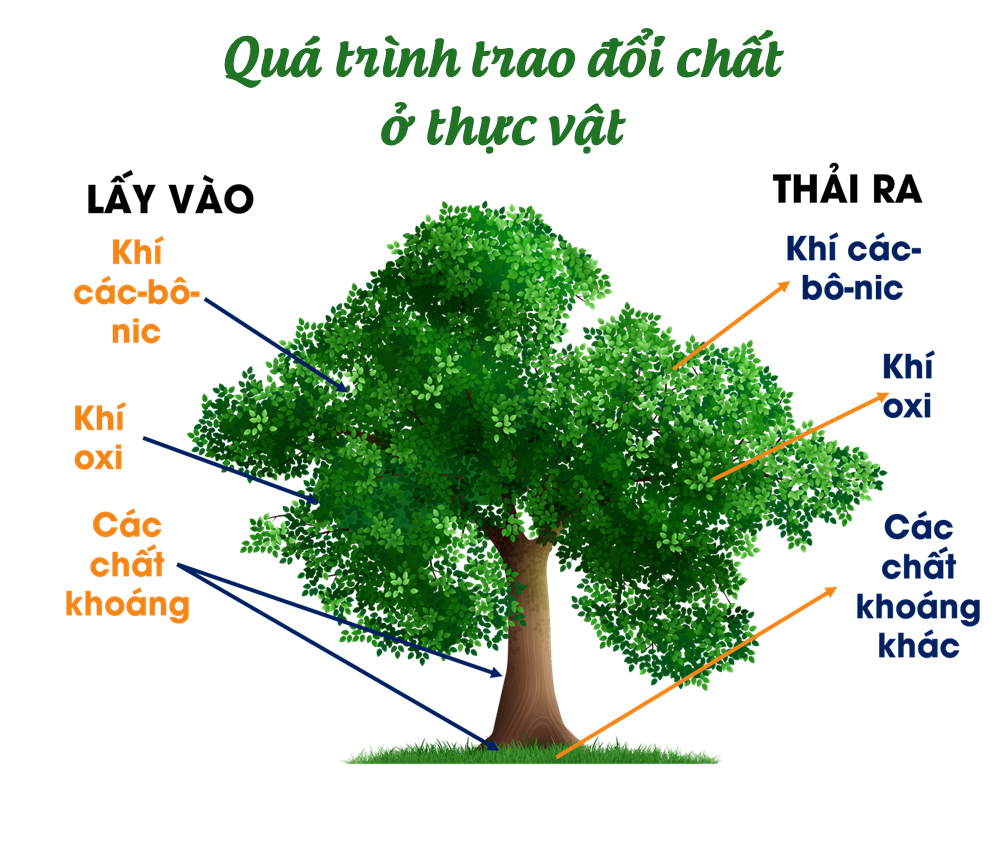 Quá trình trao đổi chất
ở thực vật
LẤY VÀO
Khí
các-bô-
nic
Khí
oxi
Các
chất
khoáng
THẢI RA
Khí các-
bô-nic
Khí
oxi
Các
chất
khoáng
khác